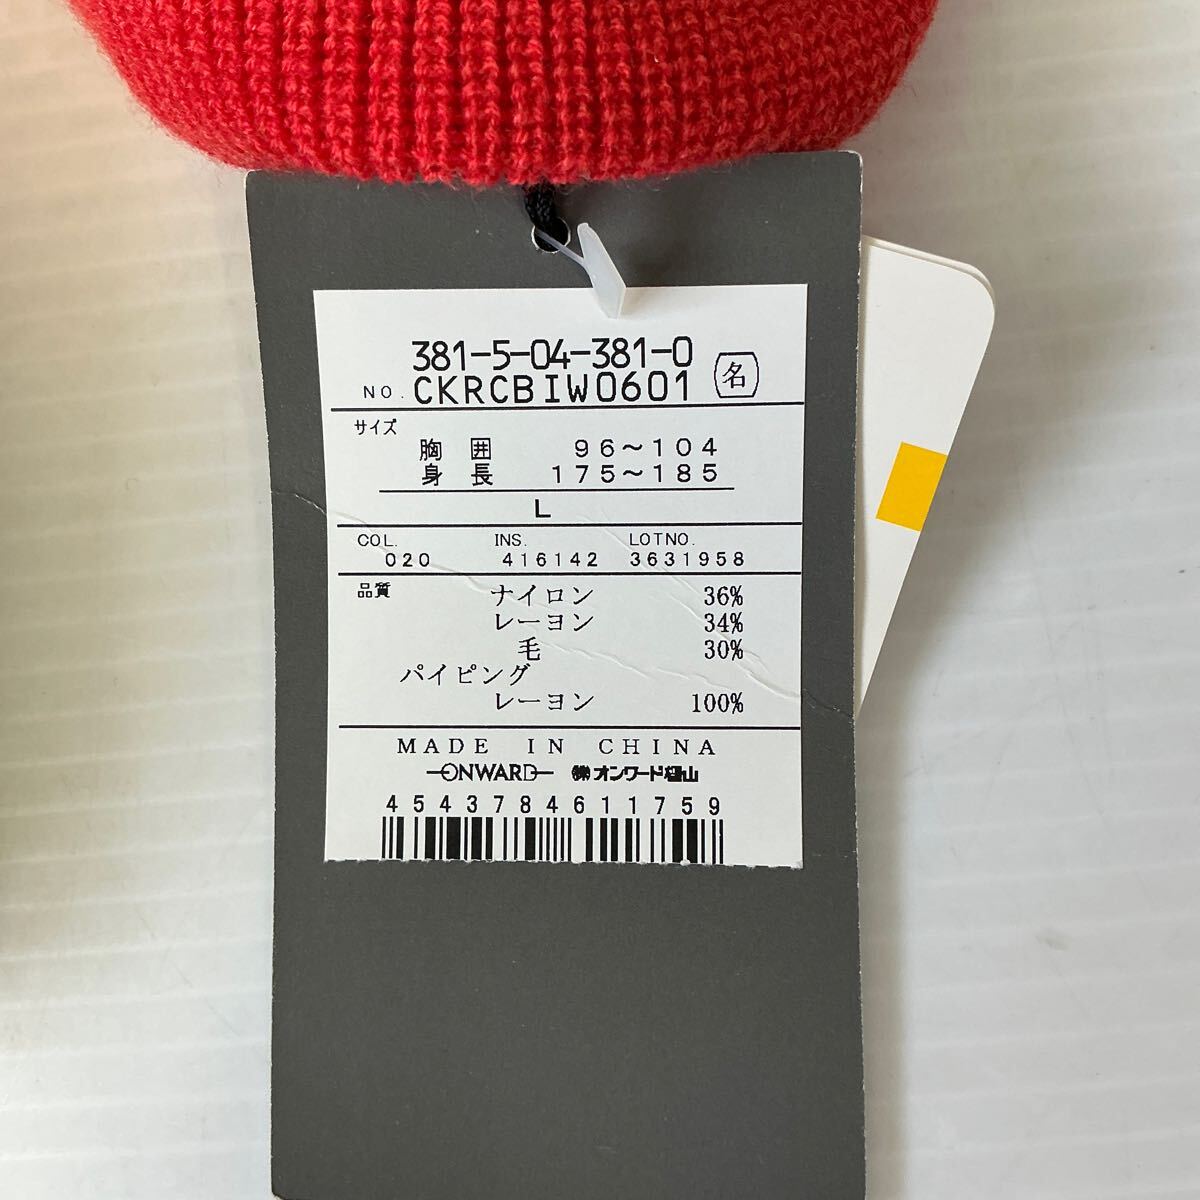 381-5-04-381-0
NO. CKRCBIW0601 名
サイズ
胸囲 96～104
身長 175～185
L
COL. INS. LOTNO.
020 416142 3631958
品質 ナイロン 36%
レーヨン 34%
毛 30%
パイピング
レーヨン 100%
MADE IN CHINA
ONWARD ㈱オンワード樫山
4543784611759